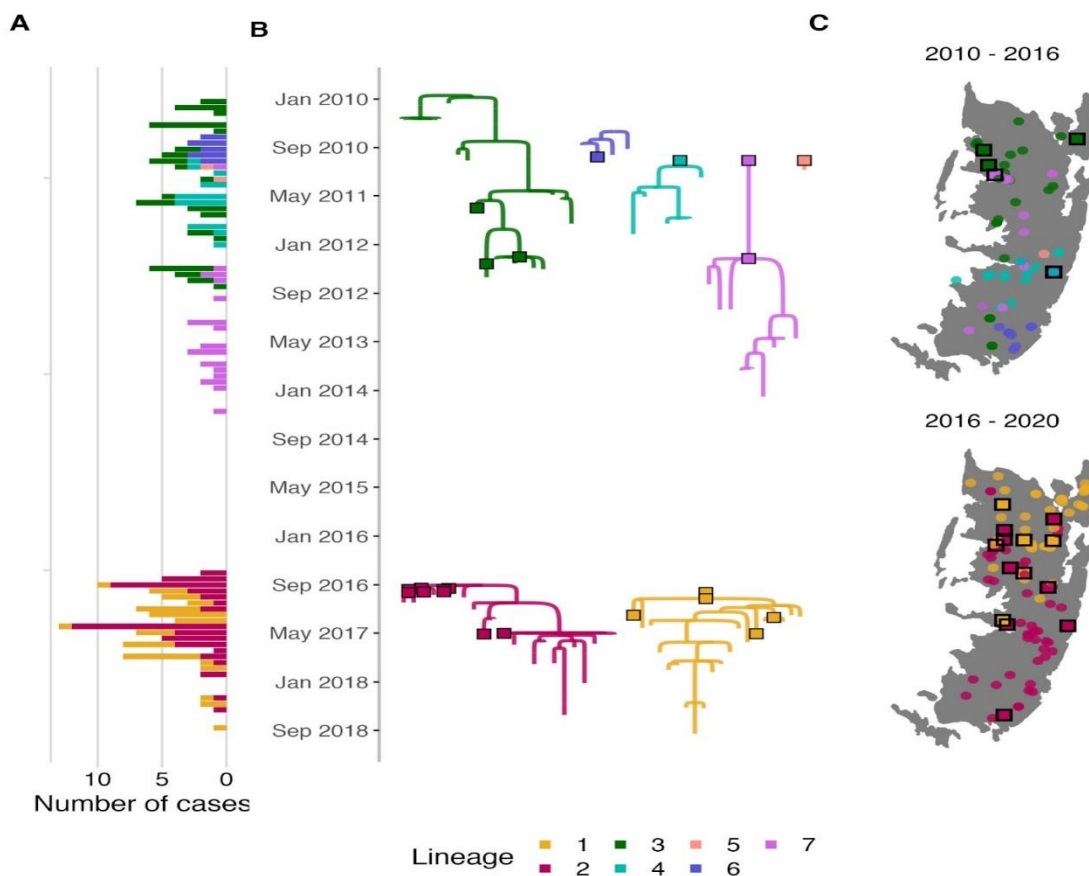 A
B
C
2010 - 2016
Jan 2010
Sep 2010
May 2011
Jan 2012
Sep 2012
May 2013
Jan 2014
Sep 2014
May 2015
Jan 2016
Sep 2016
May 2017
Jan 2018
Sep 2018
2016 - 2020
10 5 0
Number of cases
Lineage
1 3 5 7
2 4 6